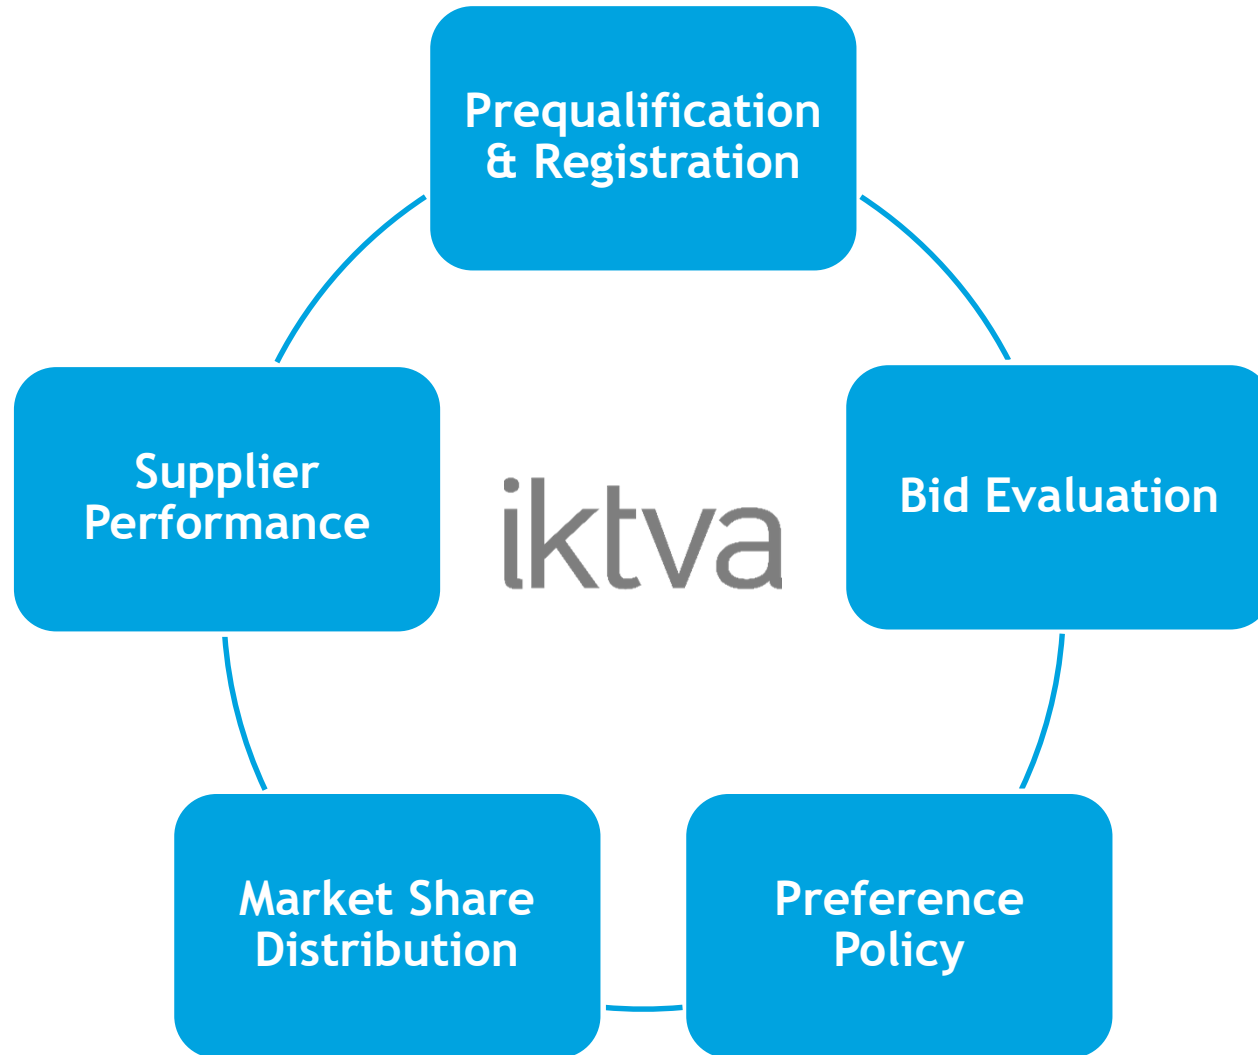 Prequalification
& Registration
Supplier
Performance
iktva
Bid Evaluation
Market Share
Distribution
Preference
Policy